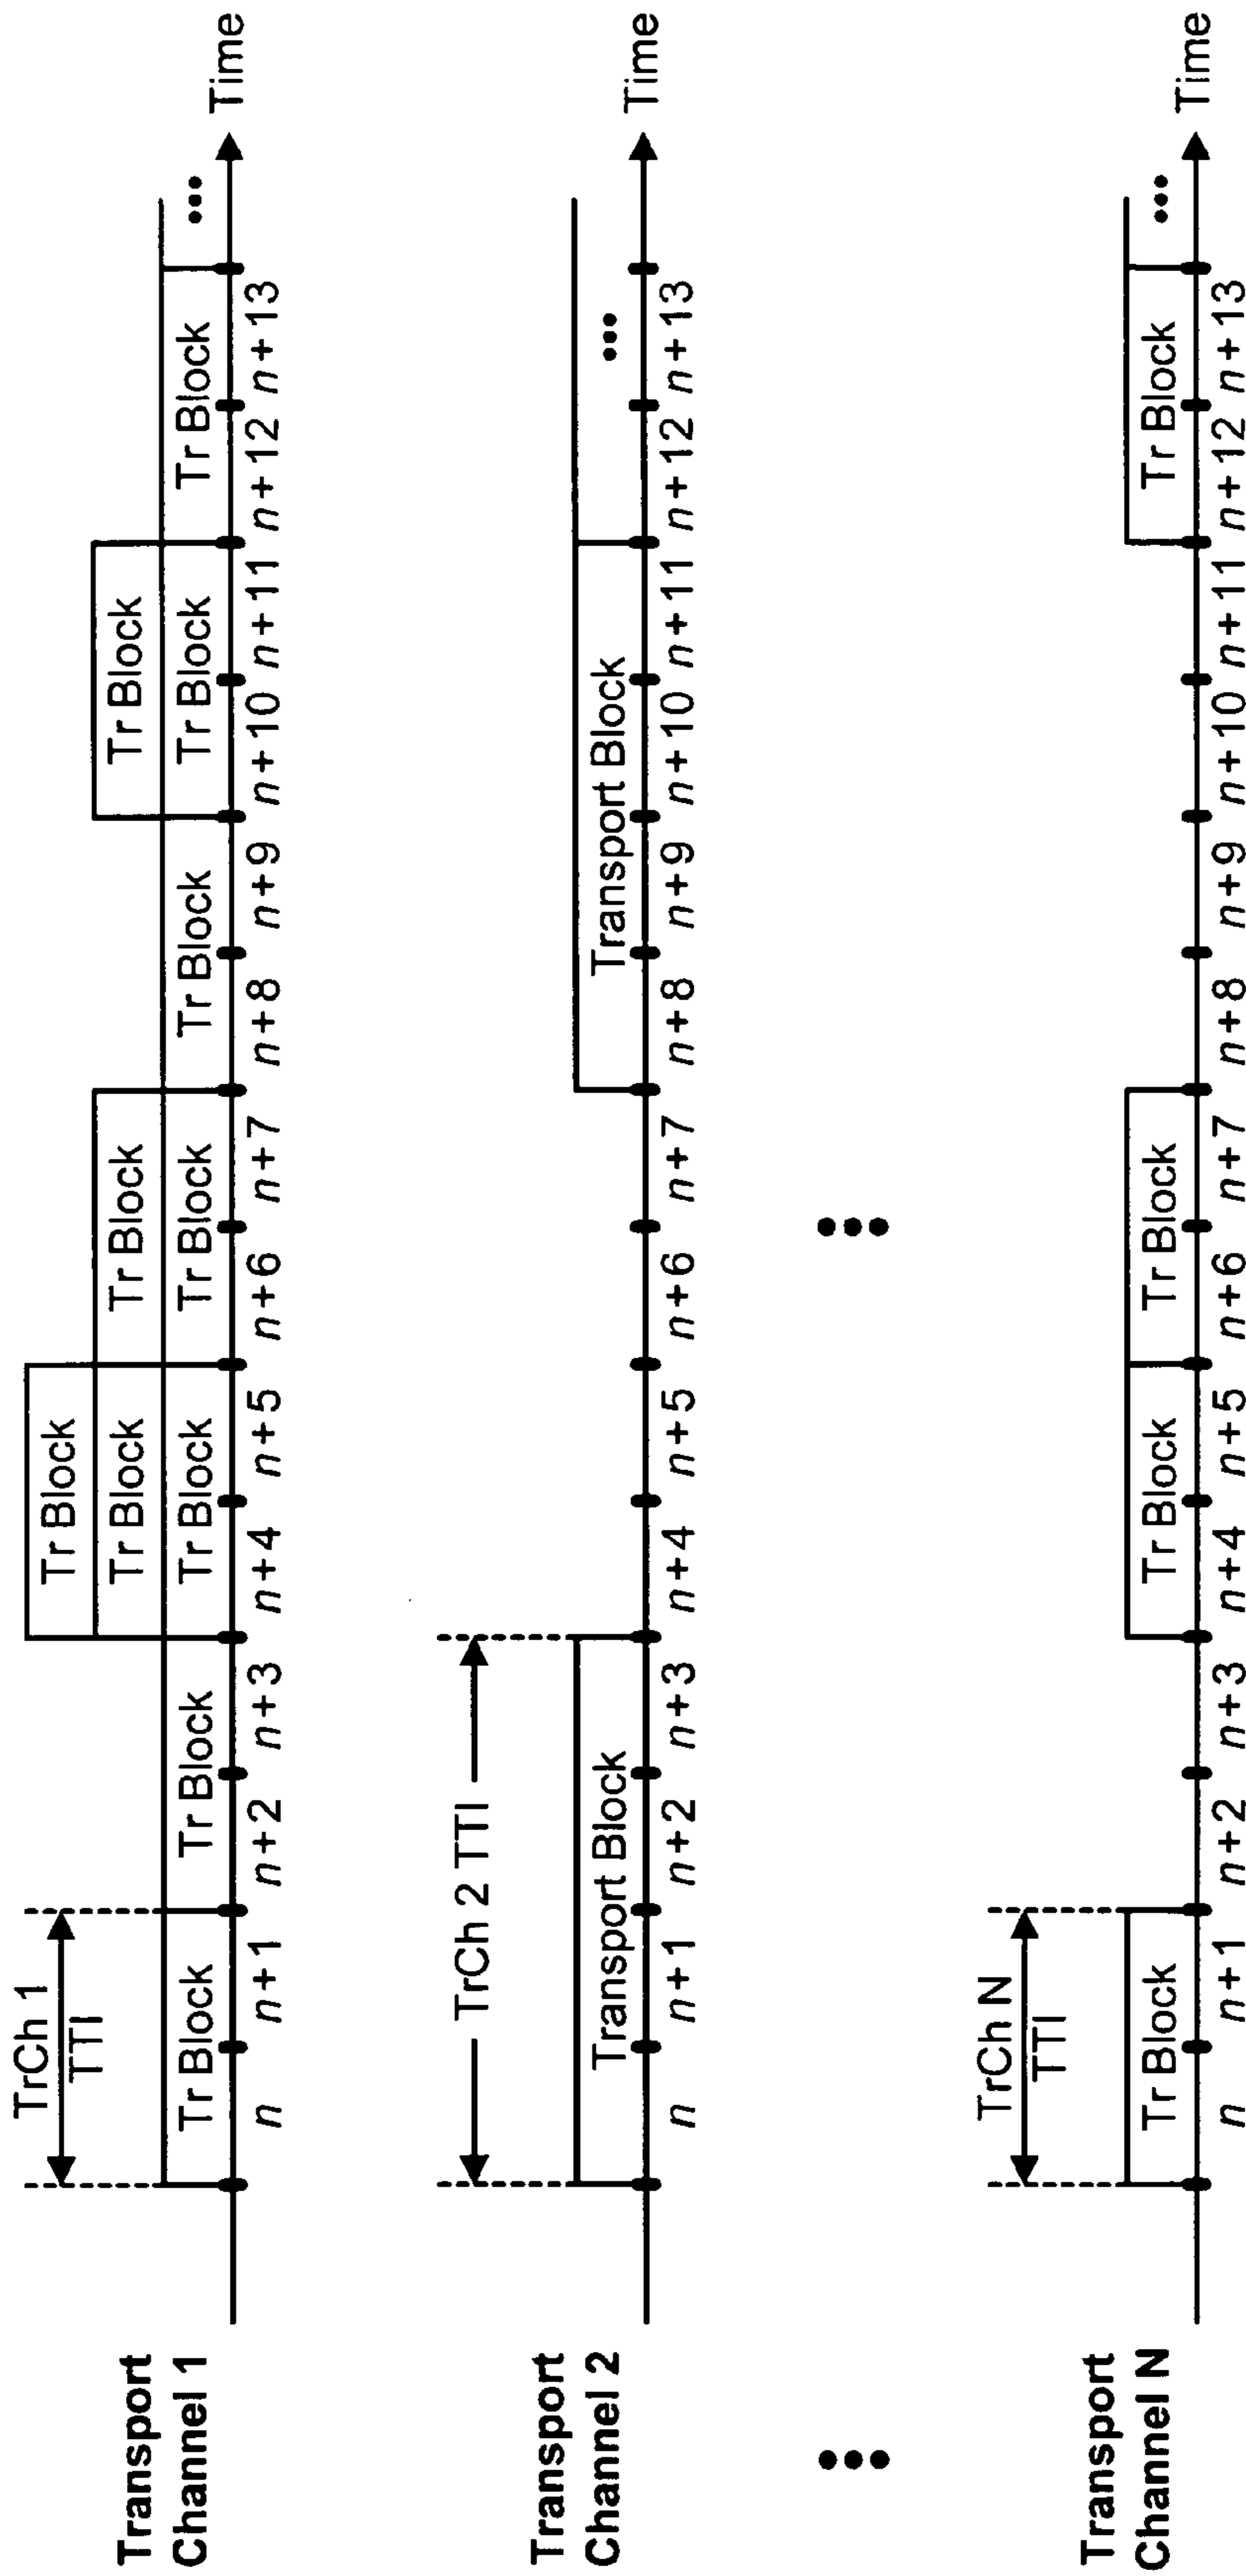 Transport
Channel 1
TrCh 1
TTI
Tr Block
Tr Block
Tr Block
Tr Block
Tr Block
Tr Block
Tr Block
Tr Block
Tr Block
Tr Block
Tr Block
•••
Time
n n+1 n+2 n+3 n+4 n+5 n+6 n+7 n+8 n+9 n+10 n+11 n+12 n+13
Transport
Channel 2
TrCh 2 TTI
Transport Block
Transport Block
•••
Time
n n+1 n+2 n+3 n+4 n+5 n+6 n+7 n+8 n+9 n+10 n+11 n+12 n+13
•••
•••
Transport
Channel N
TrCh N
TTI
Tr Block
Tr Block
Tr Block
Tr Block
•••
Time
n n+1 n+2 n+3 n+4 n+5 n+6 n+7 n+8 n+9 n+10 n+11 n+12 n+13